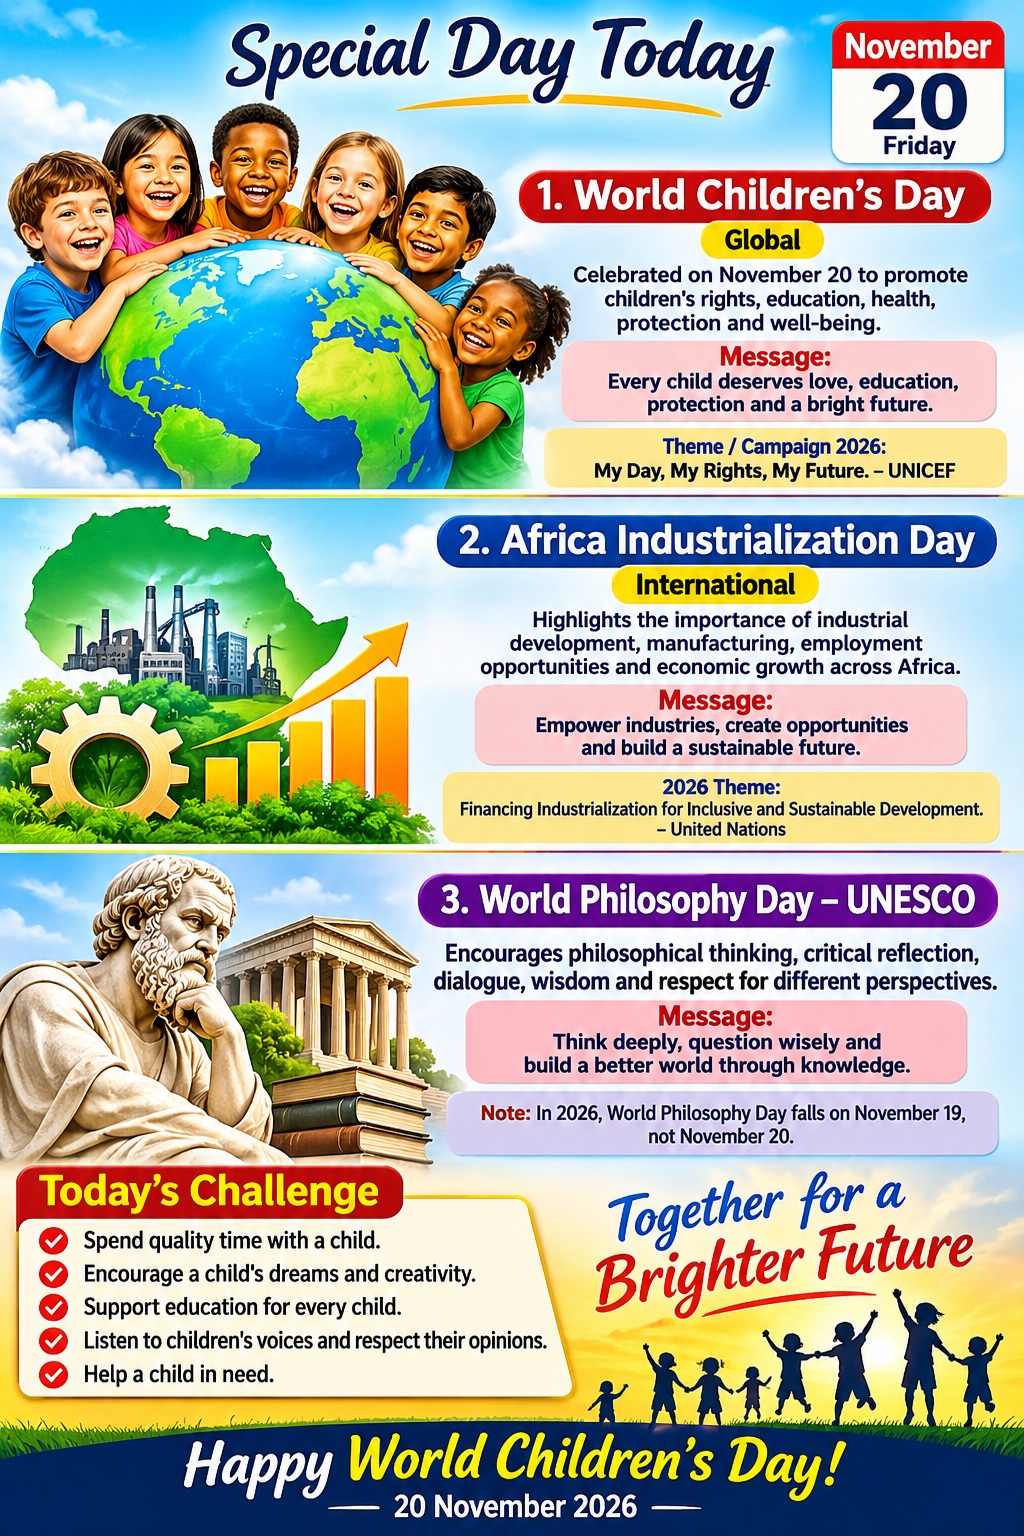 Special Day Today
November
20
Friday
1. World Children's Day
Global
Celebrated on November 20 to promote
children's rights, education, health,
protection and well-being.
Message:
Every child deserves love, education,
protection and a bright future.
Theme / Campaign 2026:
My Day, My Rights, My Future. – UNICEF
2. Africa Industrialization Day
International
Highlights the importance of industrial
development, manufacturing, employment
opportunities and economic growth across Africa.
Message:
Empower industries, create opportunities
and build a sustainable future.
2026 Theme:
Financing Industrialization for Inclusive and Sustainable Development.
– United Nations
3. World Philosophy Day – UNESCO
Encourages philosophical thinking, critical reflection,
dialogue, wisdom and respect for different perspectives.
Message:
Think deeply, question wisely and
build a better world through knowledge.
Note: In 2026, World Philosophy Day falls on November 19,
not November 20.
Today's Challenge
Spend quality time with a child.
Encourage a child's dreams and creativity.
Support education for every child.
Listen to children's voices and respect their opinions.
Help a child in need.
Together for a
Brighter Future
Happy World Children's Day!
20 November 2026